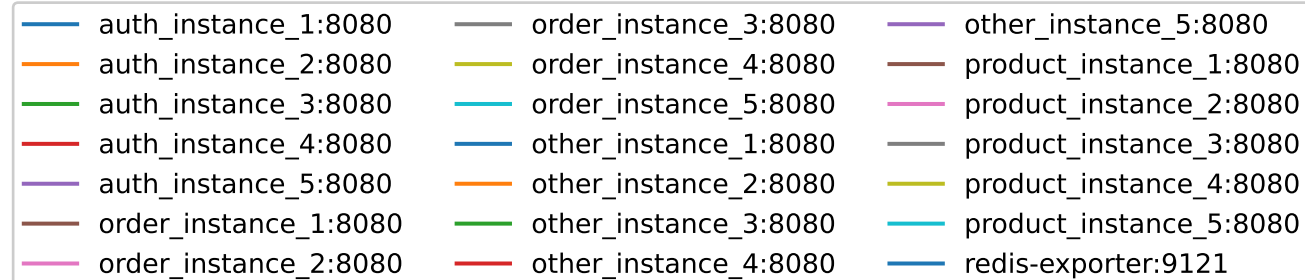 auth_instance_1:8080
auth_instance_2:8080
auth_instance_3:8080
auth_instance_4:8080
auth_instance_5:8080
order_instance_1:8080
order_instance_2:8080
order_instance_3:8080
order_instance_4:8080
order_instance_5:8080
other_instance_1:8080
other_instance_2:8080
other_instance_3:8080
other_instance_4:8080
other_instance_5:8080
product_instance_1:8080
product_instance_2:8080
product_instance_3:8080
product_instance_4:8080
product_instance_5:8080
redis-exporter:9121